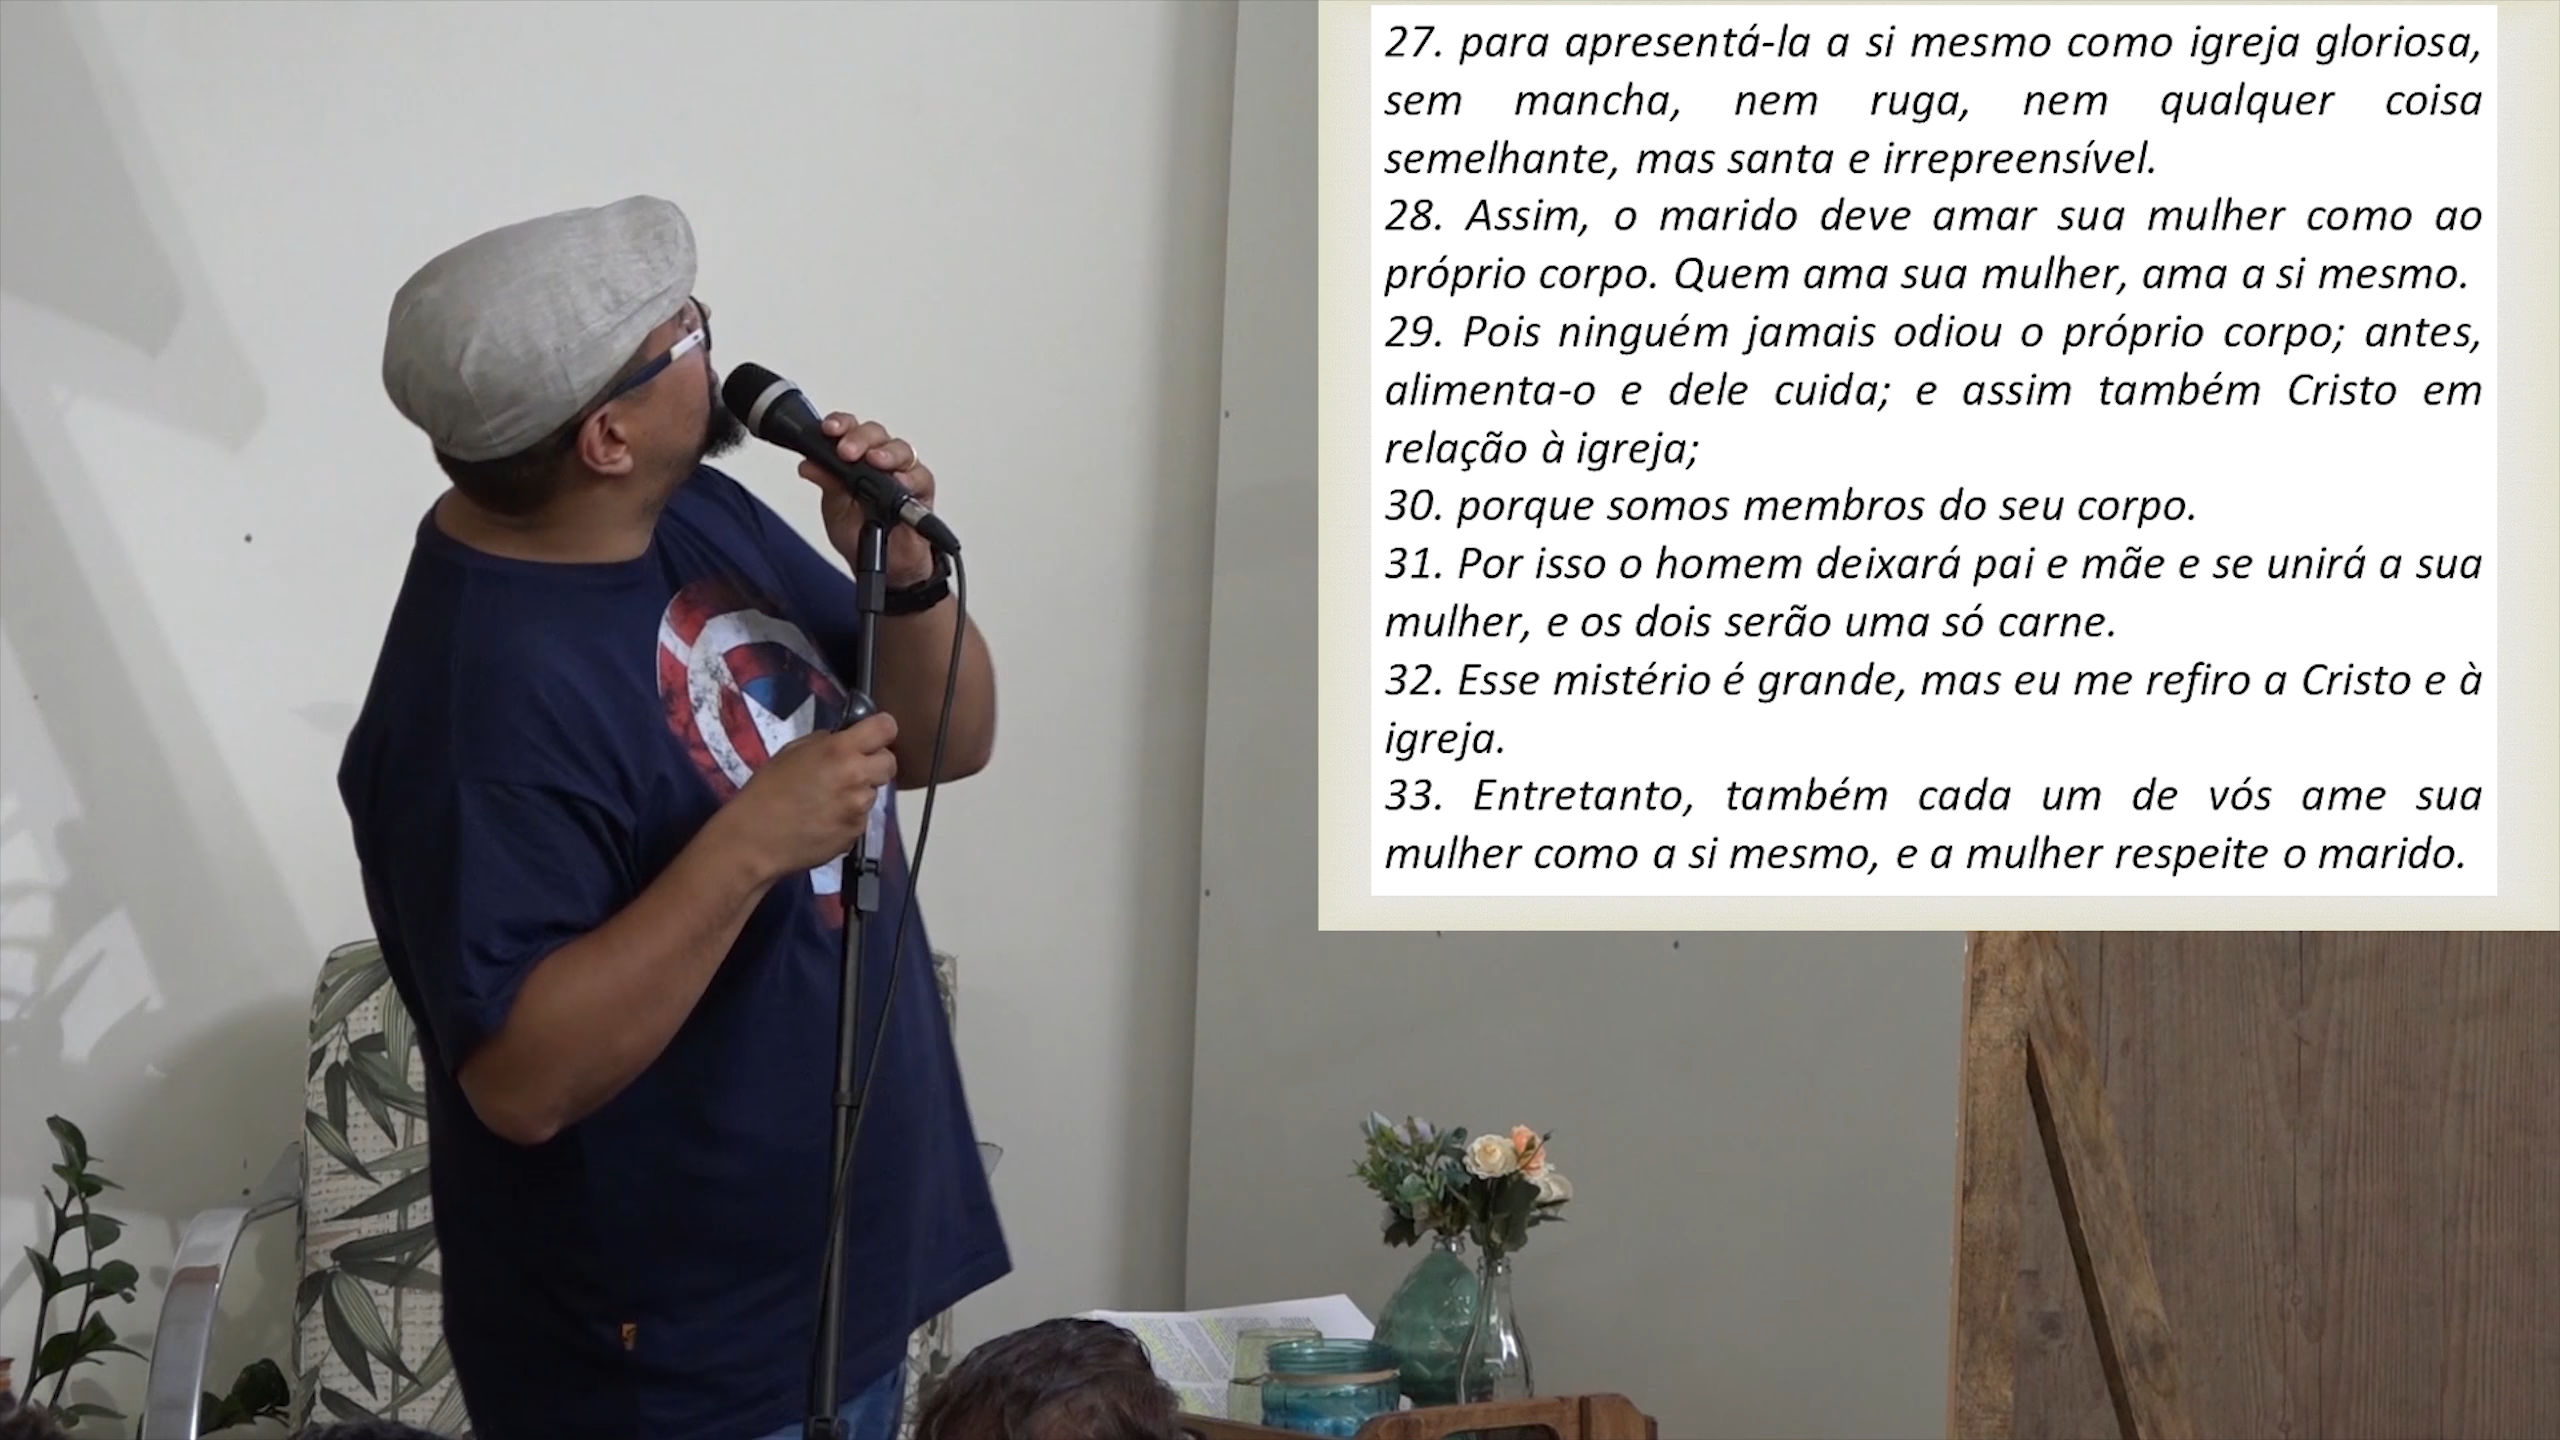 27. para apresentá-la a si mesmo como igreja gloriosa,
sem mancha, nem ruga, nem qualquer coisa
semelhante, mas santa e irrepreensível.
28. Assim, o marido deve amar sua mulher como ao
próprio corpo. Quem ama sua mulher, ama a si mesmo.
29. Pois ninguém jamais odiou o próprio corpo; antes,
alimenta-o e dele cuida; e assim também Cristo em
relação à igreja;
30. porque somos membros do seu corpo.
31. Por isso o homem deixará pai e mãe e se unirá a sua
mulher, e os dois serão uma só carne.
32. Esse mistério é grande, mas eu me refiro a Cristo e à
igreja.
33. Entretanto, também cada um de vós ame sua
mulher como a si mesmo, e a mulher respeite o marido.